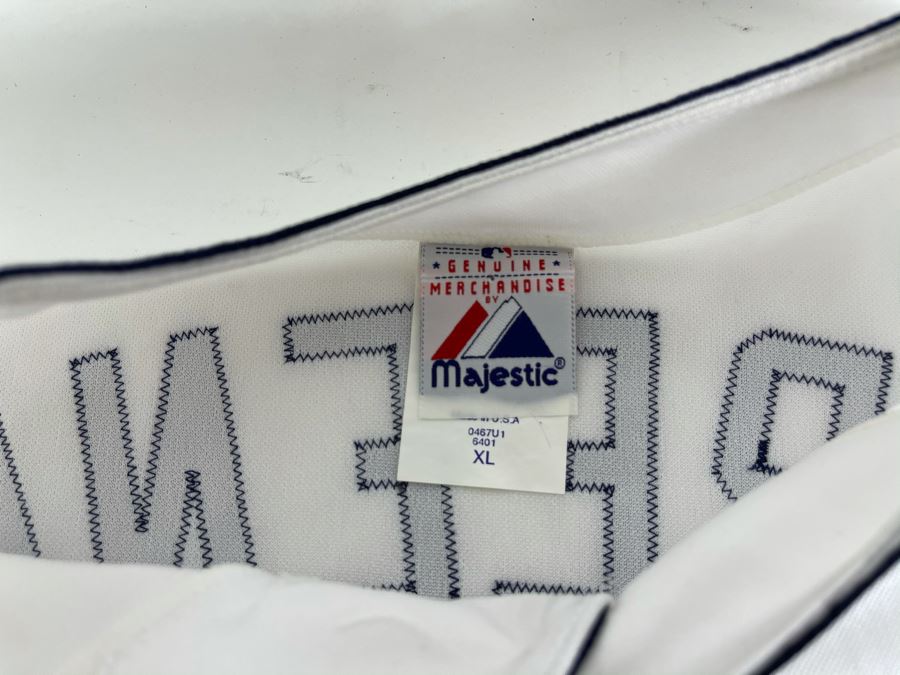 GENUINE
MERCHANDISE
BY
Majestic®
U.S.A
0467U1
6401
XL